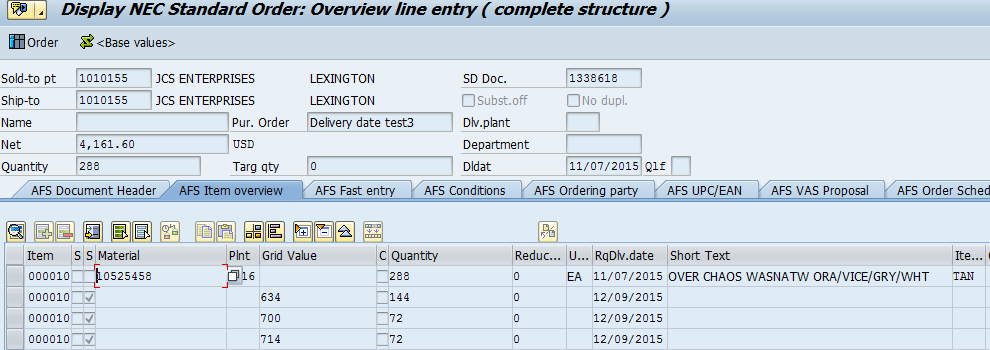 Display NEC Standard Order: Overview line entry ( complete structure )
Order <Base values>
Sold-to pt 1010155 JCS ENTERPRISES LEXINGTON SD Doc. 1338618
Ship-to 1010155 JCS ENTERPRISES LEXINGTON Subst.off No dupl.
Name Pur. Order Delivery date test3 Dlv.plant
Net 4,161.60 USD Department
Quantity 288 Targ qty 0 Dldat 11/07/2015 Qlf
AFS Document Header AFS Item overview AFS Fast entry AFS Conditions AFS Ordering party AFS UPC/EAN AFS VAS Proposal AFS Order Sched
Item S S Material Plnt Grid Value C Quantity Reduc... U... RqDlv.date Short Text Ite...
000010 10525458 16 288 0 EA 11/07/2015 OVER CHAOS WASNATW ORA/VICE/GRY/WHT TAN
000010 634 144 0 12/09/2015
000010 700 72 0 12/09/2015
000010 714 72 0 12/09/2015